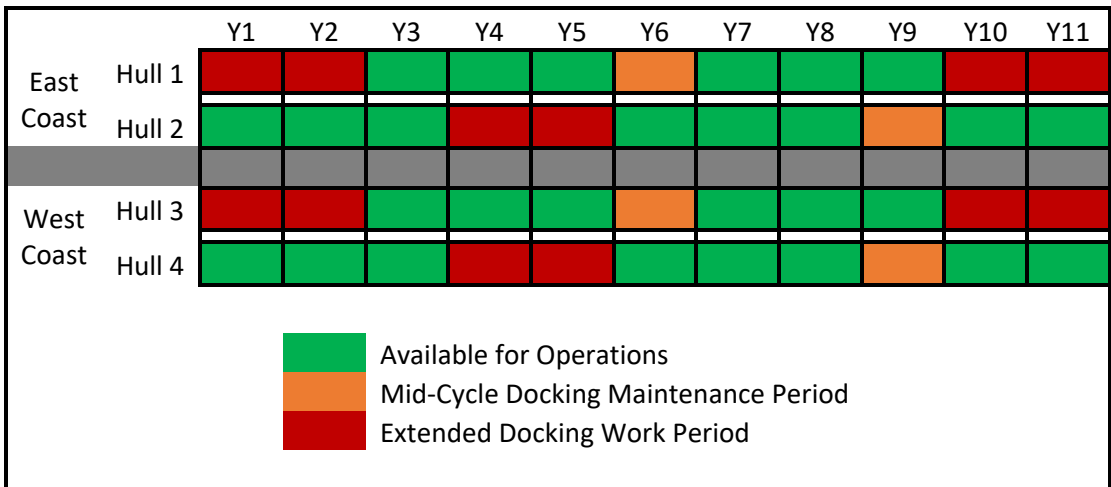 Y1 Y2 Y3 Y4 Y5 Y6 Y7 Y8 Y9 Y10 Y11
East
Coast
Hull 1
Hull 2
West
Coast
Hull 3
Hull 4
Available for Operations
Mid-Cycle Docking Maintenance Period
Extended Docking Work Period